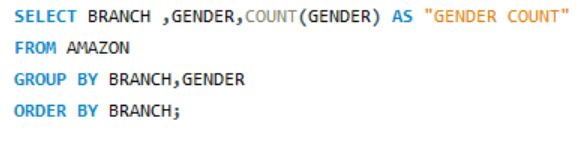 SELECT BRANCH ,GENDER,COUNT(GENDER) AS "GENDER COUNT"
FROM AMAZON
GROUP BY BRANCH,GENDER
ORDER BY BRANCH;